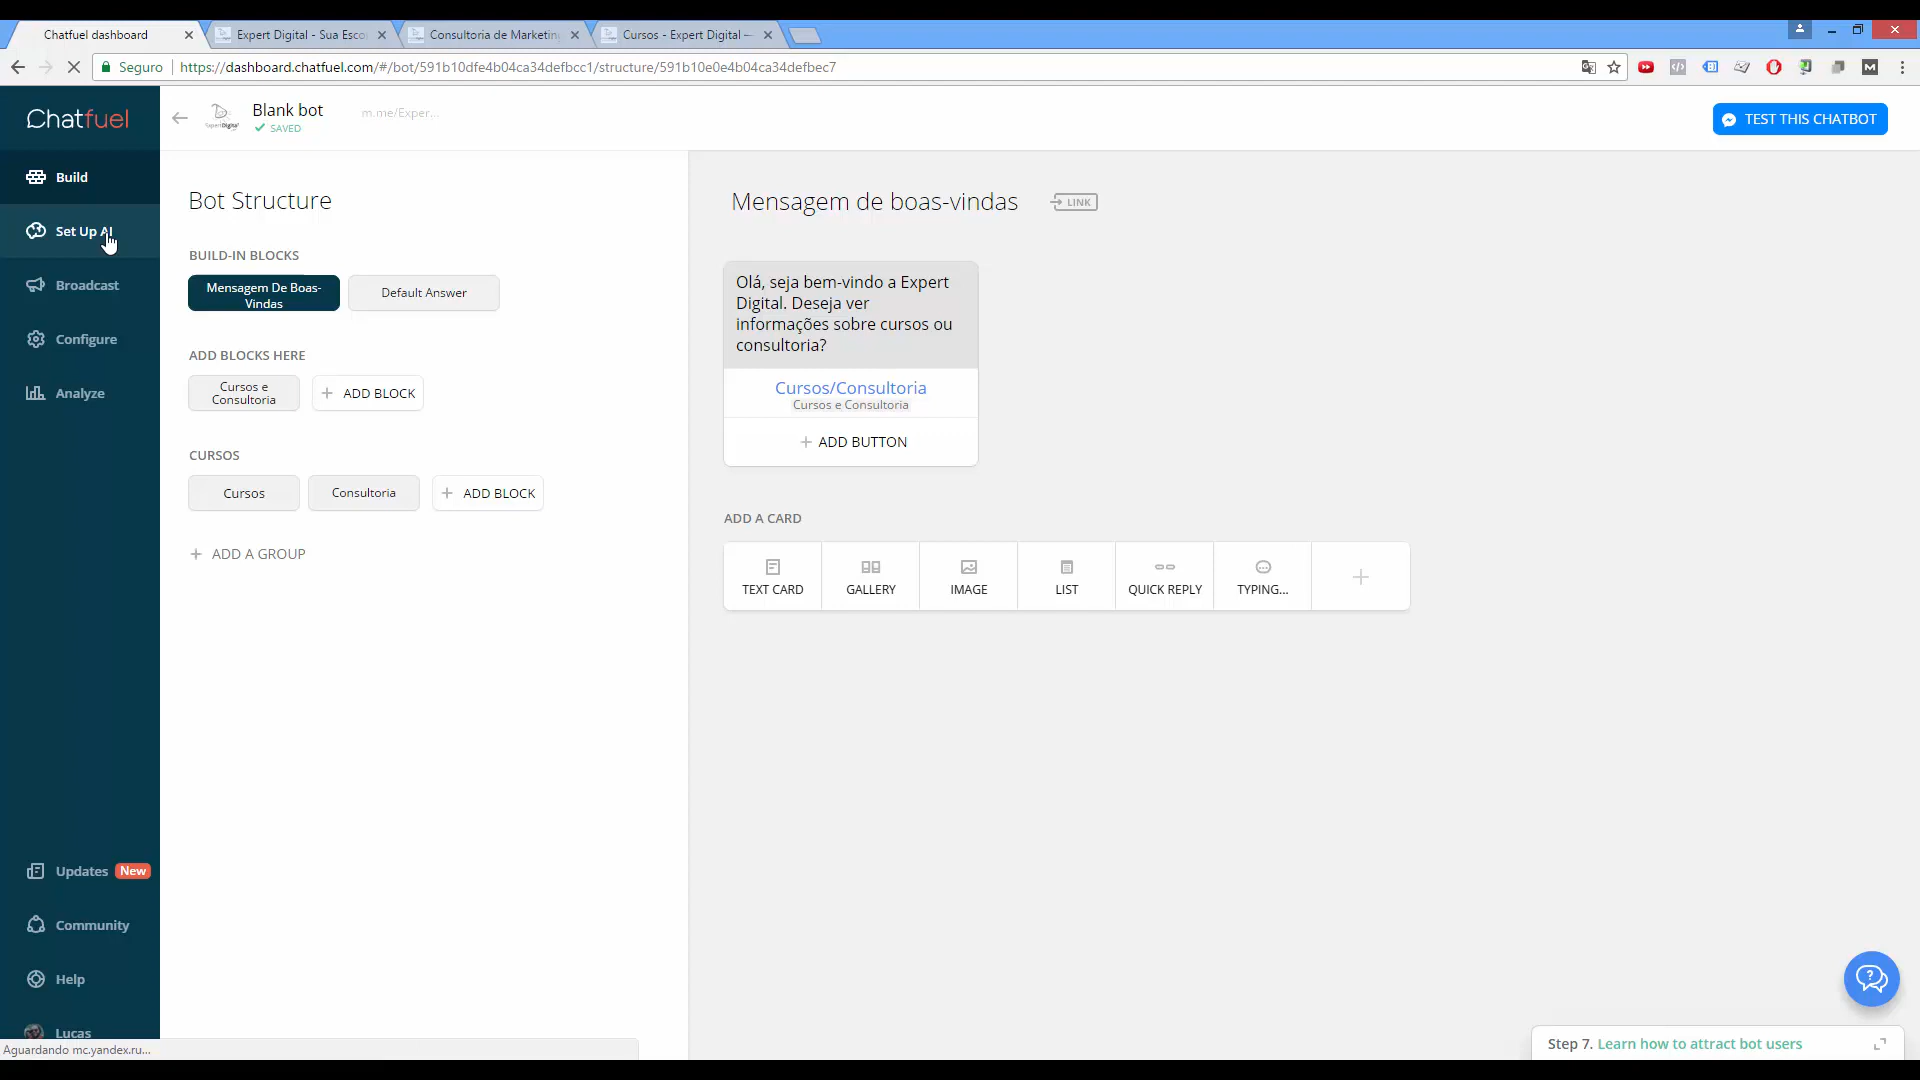 Chatfuel dashboard
Expert Digital - Sua Esco
Consultoria de Marketin
Cursos - Expert Digital —
Seguro
https://dashboard.chatfuel.com/#/bot/591b10dfe4b04ca34defbcc1/structure/591b10e0e4b04ca34defbec7
Chatfuel
Blank bot
SAVED
m.me/Exper...
TEST THIS CHATBOT
Build
Set Up AI
Broadcast
Configure
Analyze
Updates New
Community
Help
Lucas
Aguardando mc.yandex.ru...
Bot Structure
BUILD-IN BLOCKS
Mensagem De Boas-
Vindas
Default Answer
ADD BLOCKS HERE
Cursos e
Consultoria
+ ADD BLOCK
CURSOS
Cursos
Consultoria
+ ADD BLOCK
+ ADD A GROUP
Mensagem de boas-vindas
LINK
Olá, seja bem-vindo a Expert
Digital. Deseja ver
informações sobre cursos ou
consultoria?
Cursos/Consultoria
Cursos e Consultoria
+ ADD BUTTON
ADD A CARD
TEXT CARD
GALLERY
IMAGE
LIST
QUICK REPLY
TYPING...
+
Step 7. Learn how to attract bot users